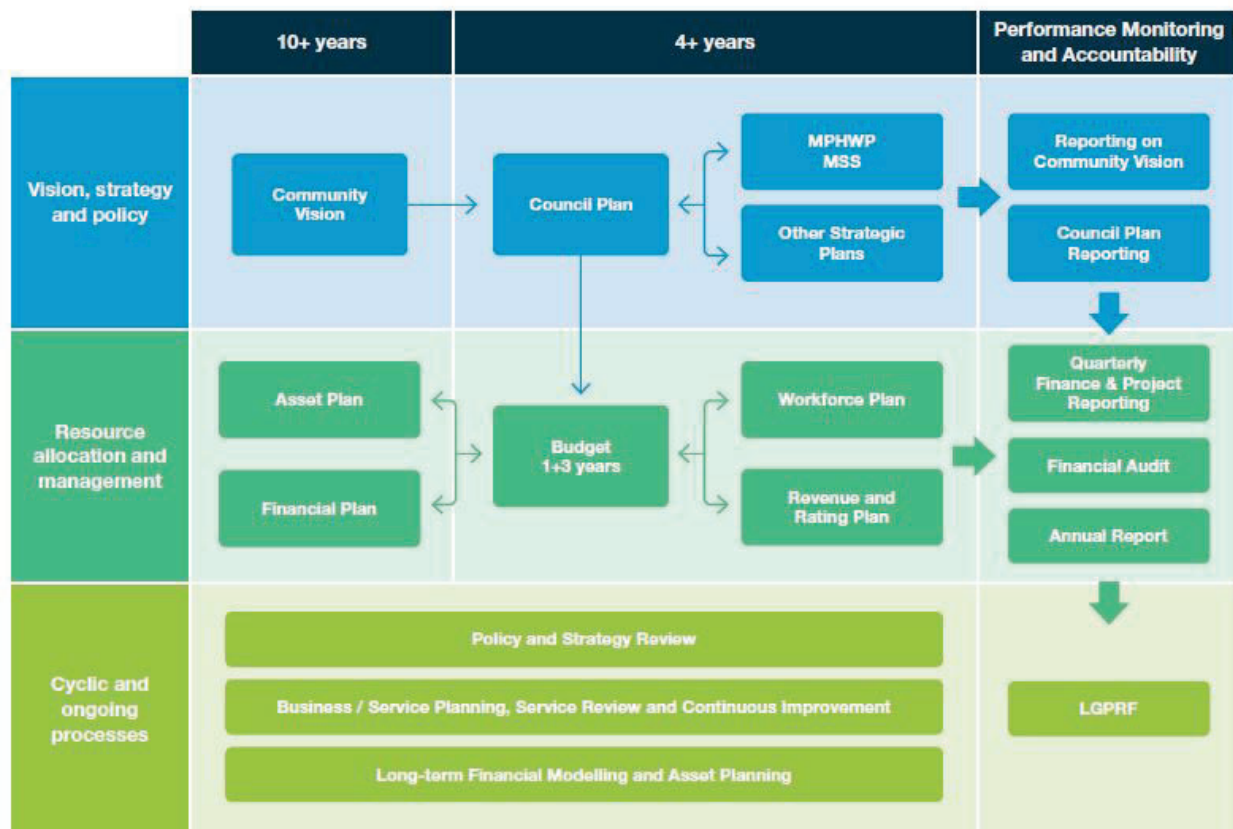 10+ years
4+ years
Performance Monitoring
and Accountability
Vision, strategy
and policy
Community
Vision
Council Plan
MPHWP
MSS
Other Strategic
Plans
Reporting on
Community Vision
Council Plan
Reporting
Resource
allocation and
management
Asset Plan
Financial Plan
Budget
1+3 years
Workforce Plan
Revenue and
Rating Plan
Quarterly
Finance & Project
Reporting
Financial Audit
Annual Report
Cyclic and
ongoing
processes
Policy and Strategy Review
Business / Service Planning, Service Review and Continuous Improvement
Long-term Financial Modelling and Asset Planning
LGPRF